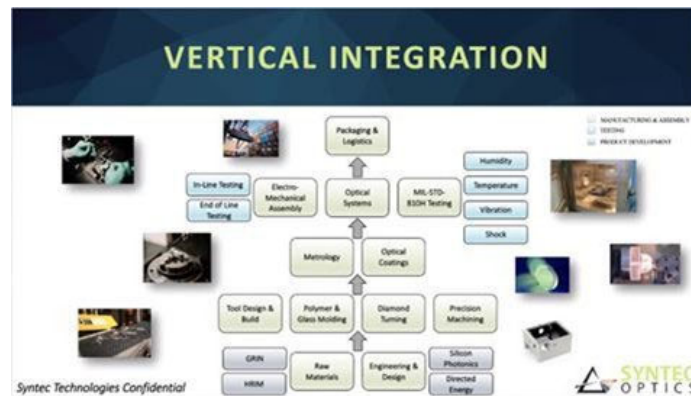 VERTICAL INTEGRATION
MANUFACTURING & ASSEMBLY
TESTING
PRODUCT DEVELOPMENT
Packaging &
Logistics
In-Line Testing
End of Line
Testing
Electro-
Mechanical
Assembly
Optical
Systems
MIL-STD-
810H Testing
Humidity
Temperature
Vibration
Shock
Metrology
Optical
Coatings
Tool Design &
Build
Polymer &
Glass Molding
Diamond
Turning
Precision
Machining
GRIN
HRIM
Raw
Materials
Engineering &
Design
Silicon
Photonics
Directed
Energy
Syntec Technologies Confidential
SYNTEC
OPTICS